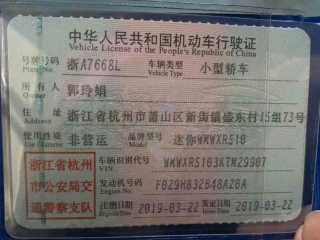 中华人民共和国机动车行驶证
Vehicle License of the People's Republic of China
号牌号码 浙A7668L 车辆类型 小型轿车
Plate No. Vehicle Type
所有人 郭玲娟
Owner
住址 浙江省杭州市萧山区新街镇盛东村15组73号
Address
使用性质 非营运 品牌型号 迷你WMWXR510
Use Character Model
浙江省杭州市公安局交通警察支队
车辆识别代号 WMWXR5103KTM29907
VIN
发动机号码 F029H832B48A20A
Engine No.
注册日期 2019-03-22 发证日期 2019-03-22
Register Date Issue Date